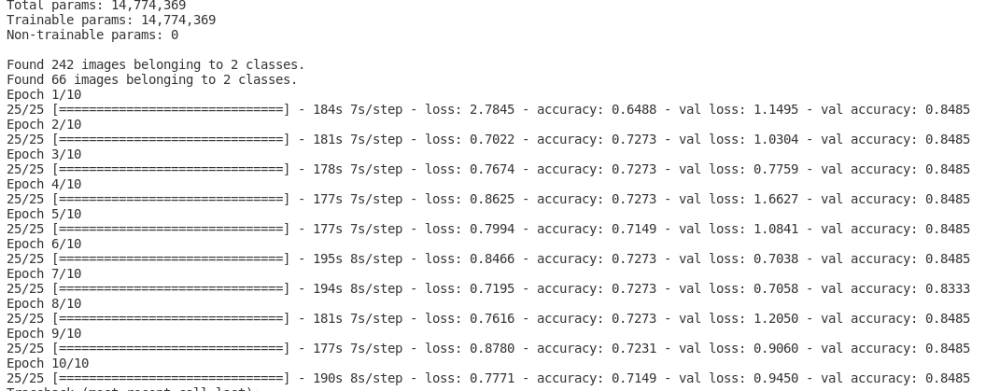 Total params: 14,774,369
Trainable params: 14,774,369
Non-trainable params: 0
Found 242 images belonging to 2 classes.
Found 66 images belonging to 2 classes.
Epoch 1/10
25/25 [==============================] - 184s 7s/step - loss: 2.7845 - accuracy: 0.6488 - val loss: 1.1495 - val accuracy: 0.8485
Epoch 2/10
25/25 [==============================] - 181s 7s/step - loss: 0.7022 - accuracy: 0.7273 - val loss: 1.0304 - val accuracy: 0.8485
Epoch 3/10
25/25 [==============================] - 178s 7s/step - loss: 0.7674 - accuracy: 0.7273 - val loss: 0.7759 - val accuracy: 0.8485
Epoch 4/10
25/25 [==============================] - 177s 7s/step - loss: 0.8625 - accuracy: 0.7273 - val loss: 1.6627 - val accuracy: 0.8485
Epoch 5/10
25/25 [==============================] - 177s 7s/step - loss: 0.7994 - accuracy: 0.7149 - val loss: 1.0841 - val accuracy: 0.8485
Epoch 6/10
25/25 [==============================] - 195s 8s/step - loss: 0.8466 - accuracy: 0.7273 - val loss: 0.7038 - val accuracy: 0.8485
Epoch 7/10
25/25 [==============================] - 194s 8s/step - loss: 0.7195 - accuracy: 0.7273 - val loss: 0.7058 - val accuracy: 0.8333
Epoch 8/10
25/25 [==============================] - 181s 7s/step - loss: 0.7616 - accuracy: 0.7273 - val loss: 1.2050 - val accuracy: 0.8485
Epoch 9/10
25/25 [==============================] - 177s 7s/step - loss: 0.8780 - accuracy: 0.7231 - val loss: 0.9060 - val accuracy: 0.8485
Epoch 10/10
25/25 [==============================] - 190s 8s/step - loss: 0.7771 - accuracy: 0.7149 - val loss: 0.9450 - val accuracy: 0.8485